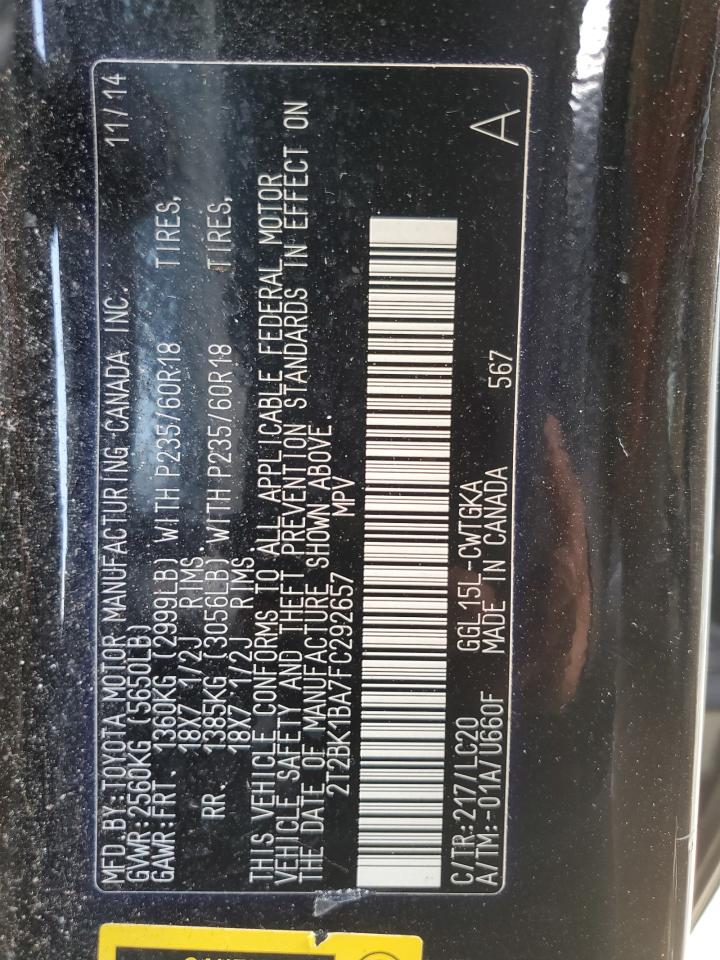 MFD.BY:TOYOTA MOTOR MANUFACTURING CANADA INC. 11/14
GVWR:2560KG (5650LB)
GAWR:FRT. 1360KG (2999LB) WITH P235/60R18 TIRES,
18X7 1/2J RIMS.
RR. 1385KG (3056LB) WITH P235/60R18 TIRES,
18X7 1/2J RIMS.
THIS VEHICLE CONFORMS TO ALL APPLICABLE FEDERAL MOTOR
VEHICLE SAFETY AND THEFT PREVENTION STANDARDS IN EFFECT ON
THE DATE OF MANUFACTURE SHOWN ABOVE.
2T2BK1BA7FC292657 MPV
C/TR:217/LC20 GGL15L-CWTGKA A
A/TM:-01A/U660F MADE IN CANADA 567